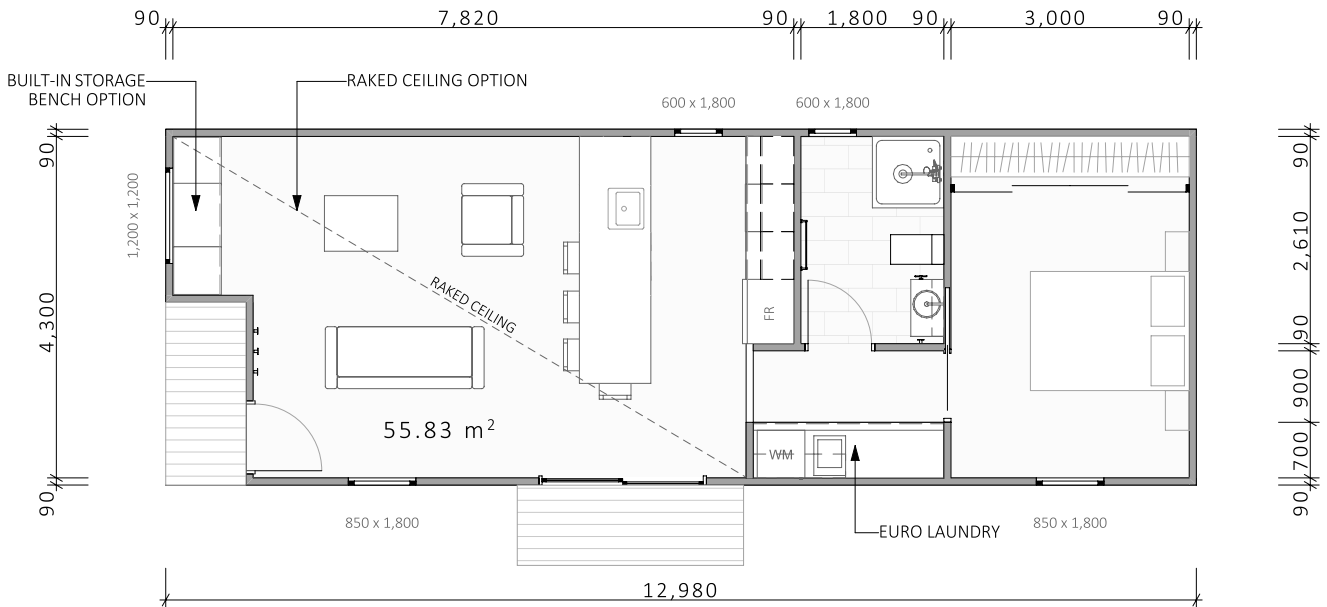 90
7,820
90
1,800
90
3,000
90
BUILT-IN STORAGE
BENCH OPTION
RAKED CEILING OPTION
600 x 1,800
600 x 1,800
90
90
1,200 x 1,200
2,610
RAKED CEILING
FR
4,300
90
900
55.83 m²
WM
700
90
90
850 x 1,800
850 x 1,800
EURO LAUNDRY
12,980